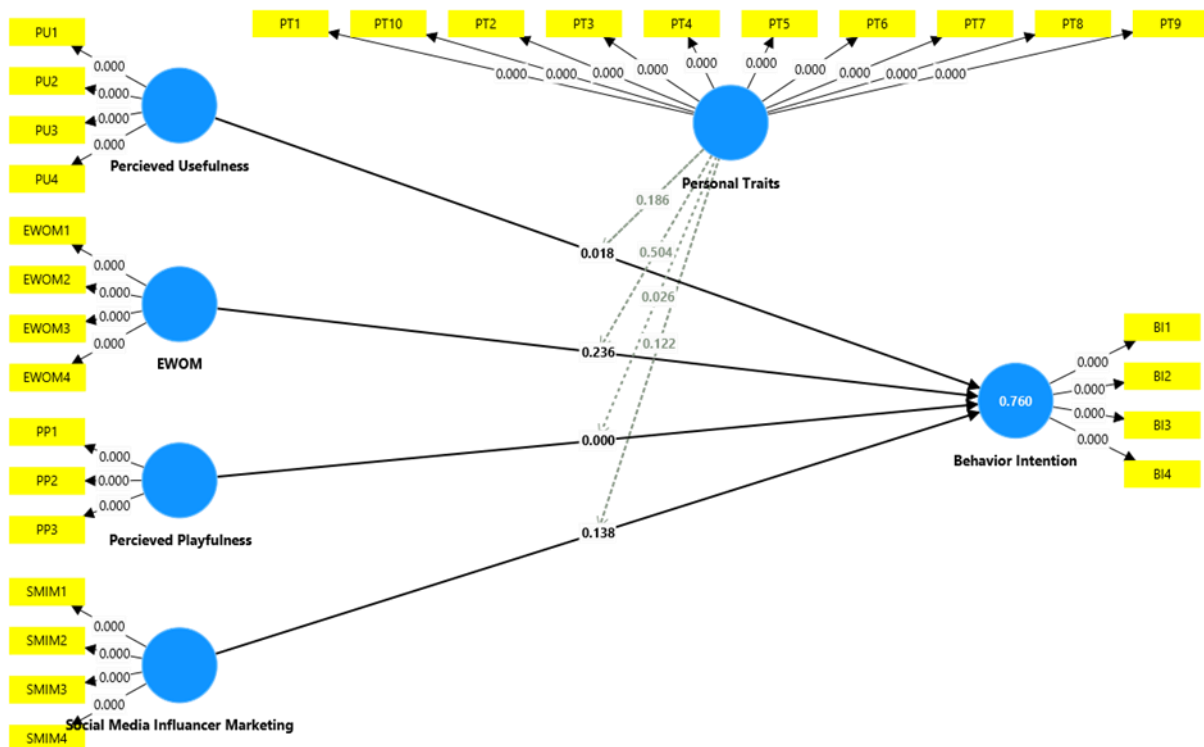 PT1
PT10
PT2
PT3
PT4
PT5
PT6
PT7
PT8
PT9
0.000
0.000
0.000
0.000
0.000
0.000
0.000
0.000
0.000
0.000
Personal Traits
PU1
PU2
PU3
PU4
0.000
0.000
0.000
0.000
Percieved Usefulness
EWOM1
EWOM2
EWOM3
EWOM4
0.000
0.000
0.000
0.000
EWOM
PP1
PP2
PP3
0.000
0.000
0.000
Percieved Playfulness
SMIM1
SMIM2
SMIM3
SMIM4
0.000
0.000
0.000
0.000
Social Media Influancer Marketing
0.186
0.504
0.026
0.122
0.018
0.236
0.000
0.138
0.760
Behavior Intention
0.000
0.000
0.000
0.000
BI1
BI2
BI3
BI4